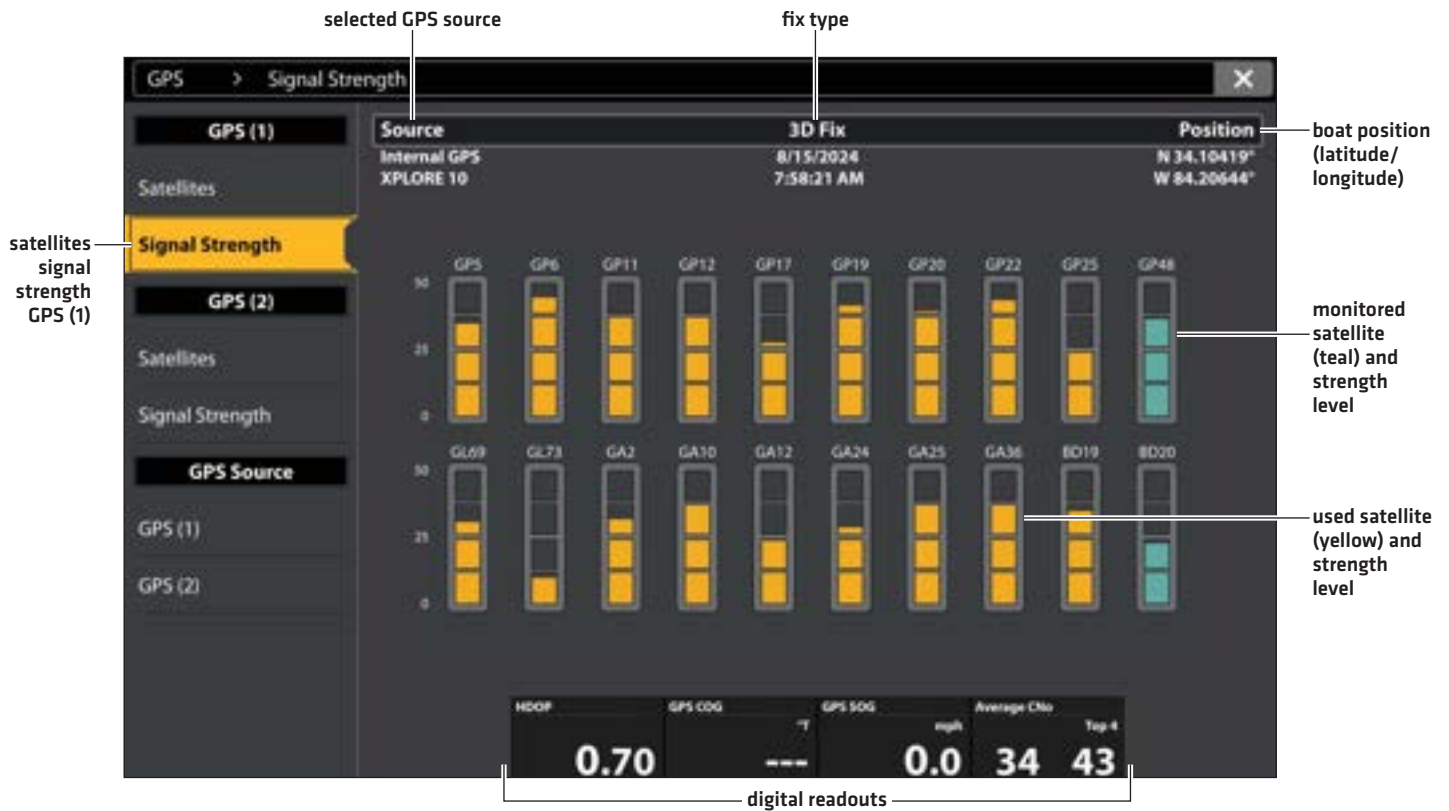 selected GPS source
fix type
GPS > Signal Strength
GPS (1)
Satellites
Signal Strength
GPS (2)
Satellites
Signal Strength
GPS Source
GPS (1)
GPS (2)
Source 3D Fix Position
Internal GPS 8/15/2024 N 34.10419°
XPLORE 10 7:58:21 AM W 84.20644°
boat position
(latitude/
longitude)
satellites
signal
strength
GPS (1)
GP5 GP6 GP11 GP12 GP17 GP19 GP20 GP22 GP25 GP48
50
25
0
monitored
satellite
(teal) and
strength
level
GL69 GL73 GA2 GA10 GA12 GA24 GA25 GA36 BD19 BD20
50
25
0
used satellite
(yellow) and
strength
level
HDOP GPS COG GPS SOG Average CNo
°T mph Top 4
0.70 --- 0.0 34 43
digital readouts